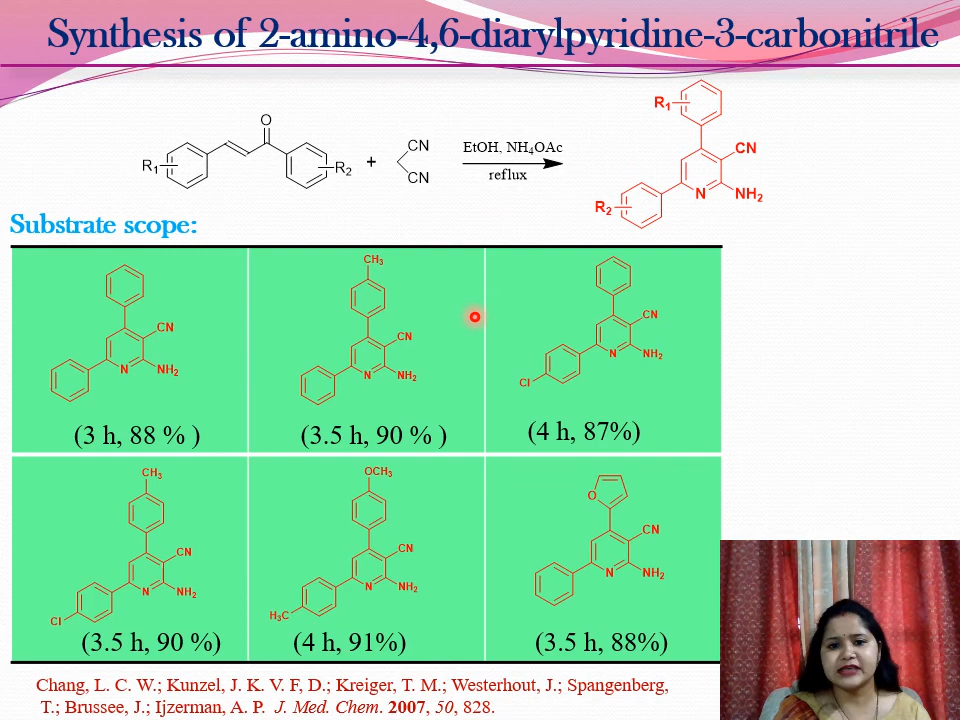 Synthesis of 2-amino-4,6-diarylpyridine-3-carbonitrile
R1
O
R2
+
CN
CN
EtOH, NH4OAc
reflux
R1
CN
N
NH2
R2
Substrate scope:
CN
N
NH2
(3 h, 88 % )
CH3
CN
N
NH2
(3.5 h, 90 % )
CN
N
NH2
Cl
(4 h, 87%)
CH3
CN
N
NH2
Cl
(3.5 h, 90 %)
OCH3
CN
N
NH2
H3C
(4 h, 91%)
O
CN
N
NH2
(3.5 h, 88%)
Chang, L. C. W.; Kunzel, J. K. V. F, D.; Kreiger, T. M.; Westerhout, J.; Spangenberg,
T.; Brussee, J.; Ijzerman, A. P. J. Med. Chem. 2007, 50, 828.